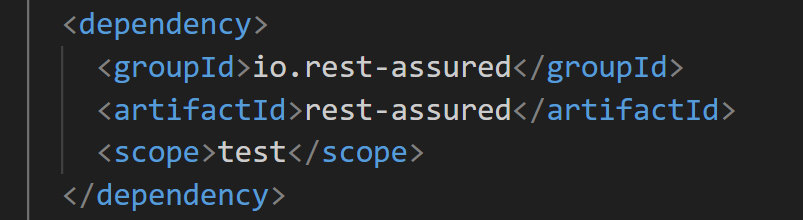 <dependency>
<groupId>io.rest-assured</groupId>
<artifactId>rest-assured</artifactId>
<scope>test</scope>
</dependency>